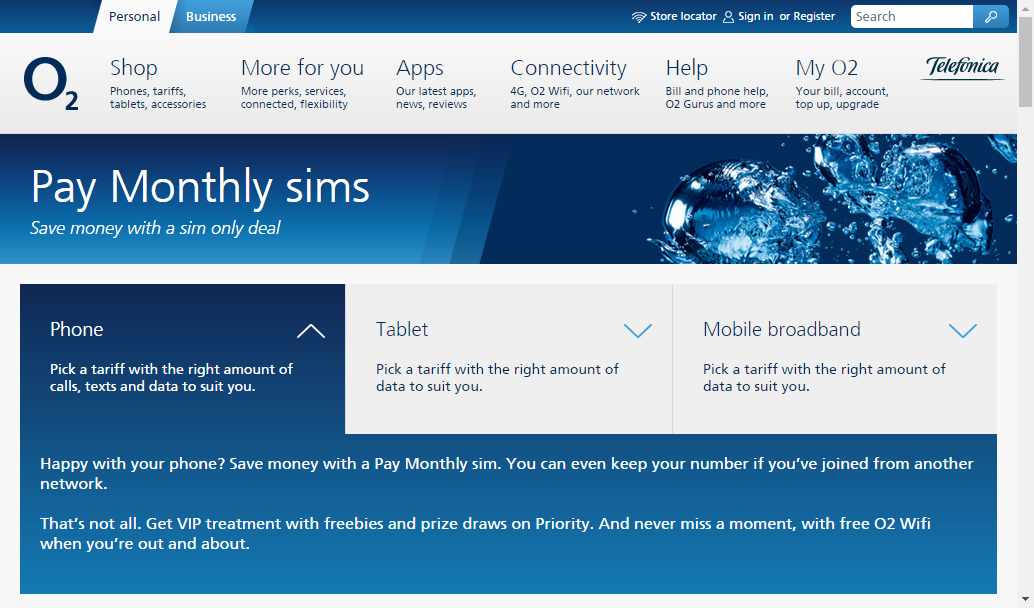 Personal
Business
Store locator
Sign in or Register
Search
O2
Shop
Phones, tariffs,
tablets, accessories
More for you
More perks, services,
connected, flexibility
Apps
Our latest apps,
news, reviews
Connectivity
4G, O2 Wifi, our network
and more
Help
Bill and phone help,
O2 Gurus and more
My O2
Your bill, account,
top up, upgrade
Telefónica
Pay Monthly sims
Save money with a sim only deal
Phone
Pick a tariff with the right amount of
calls, texts and data to suit you.
Tablet
Pick a tariff with the right amount of
data to suit you.
Mobile broadband
Pick a tariff with the right amount of
data to suit you.
Happy with your phone? Save money with a Pay Monthly sim. You can even keep your number if you’ve joined from another
network.
That’s not all. Get VIP treatment with freebies and prize draws on Priority. And never miss a moment, with free O2 Wifi
when you’re out and about.